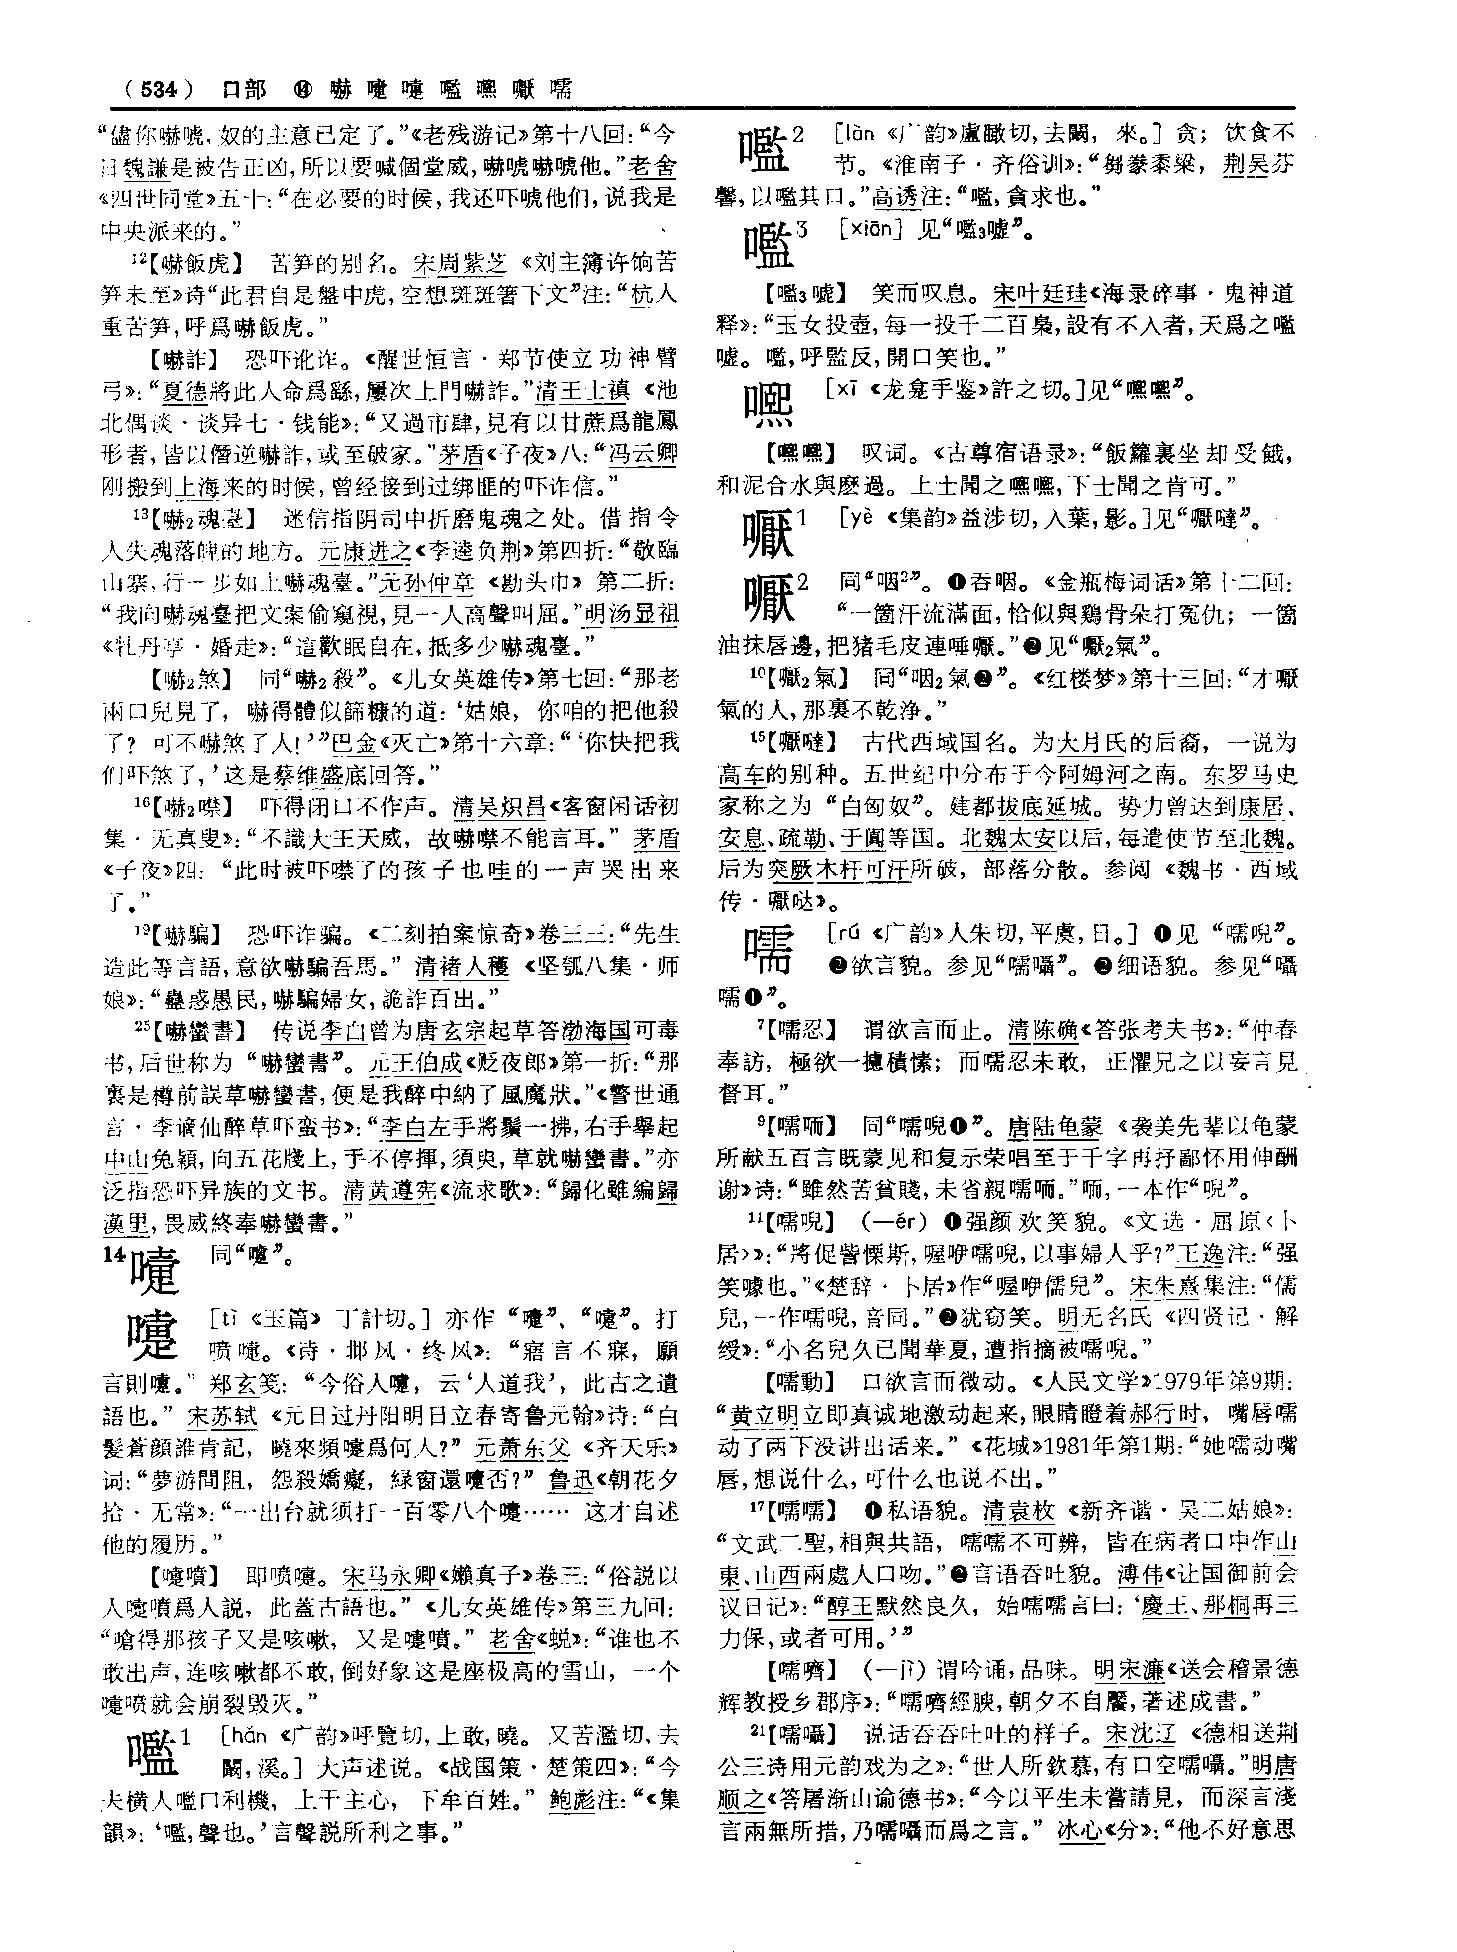 （534） 口部 ⑭嚇嚔嚏㘕嚑嚈嚅
“儘你嚇唬，奴的主意已定了。”《老残游记》第十八回：“今
日魏謙是被告正凶，所以要喊個堂威，嚇唬嚇唬他。”老舍
《四世同堂》五十：“在必要的时候，我还吓唬他们，说我是
中央派来的。”
12【嚇飯虎】 苦笋的别名。宋周紫芝《刘主簿许饷苦
笋未至》诗“此君自是盤中虎，空想斑斑箸下文”注：“杭人
重苦笋，呼爲嚇飯虎。”
【嚇詐】 恐吓讹诈。《醒世恒言·郑节使立功神臂
弓》：“夏德將此人命爲繇，屢次上門嚇詐。”清王士禛《池
北偶谈·谈异七·钱能》：“又過市肆，見有以甘蔗爲龍鳳
形者，皆以僭逆嚇詐，或至破家。”茅盾《子夜》八：“冯云卿
刚搬到上海来的时候，曾经接到过绑匪的吓诈信。”
13【嚇2魂臺】 迷信指阴司中折磨鬼魂之处。借指令
人失魂落魄的地方。元康进之《李逵负荆》第四折：“敬臨
山寨，行一步如上嚇魂臺。”元孙仲章《勘头巾》第二折：
“我向嚇魂臺把文案偷窺視，見一人高聲叫屈。”明汤显祖
《牡丹亭·婚走》：“這歡眠自在，抵多少嚇魂臺。”
【嚇2煞】 同“嚇2殺”。《儿女英雄传》第七回：“那老
兩口兒見了，嚇得體似篩糠的道：‘姑娘，你咱的把他殺
了？可不嚇煞了人！’”巴金《灭亡》第十六章：“‘你快把我
们吓煞了，’这是蔡维盛底回答。”
16【嚇2噤】 吓得闭口不作声。清吴炽昌《客窗闲话初
集·无真叟》：“不識大王天威，故嚇噤不能言耳。”茅盾
《子夜》四：“此时被吓噤了的孩子也哇的一声哭出来
了。”
19【嚇騙】 恐吓诈骗。《二刻拍案惊奇》卷三三：“先生
造此等言語，意欲嚇騙吾馬。”清褚人穫《坚瓠八集·师
娘》：“蠱惑愚民，嚇騙婦女，詭詐百出。”
25【嚇蠻書】 传说李白曾为唐玄宗起草答渤海国可毒
书，后世称为“嚇蠻書”。元王伯成《贬夜郎》第一折：“那
裏是樽前誤草嚇蠻書，便是我醉中納了風魔狀。”《警世通
言·李谪仙醉草吓蛮书》：“李白左手將鬚一拂，右手舉起
中山兔穎，向五花牋上，手不停揮，須臾，草就嚇蠻書。”亦
泛指恐吓异族的文书。清黄遵宪《流求歌》：“歸化雖編歸
漢里，畏威終奉嚇蠻書。”
14嚔 同“嚏”。
嚏 [tì 《玉篇》丁計切。]亦作“嚔”、“嚏”。打
喷嚏。《诗·邶风·终风》：“寤言不寐，願
言則嚏。”郑玄笺：“今俗人嚏，云‘人道我’，此古之遺
語也。”宋苏轼《元日过丹阳明日立春寄鲁元翰》诗：“白
髮蒼顔誰肯記，曉來頻嚏爲何人？”元萧东父《齐天乐》
词：“夢游間阻，怨殺嬌癡，緑窗還嚏否？”鲁迅《朝花夕
拾·无常》：“一出台就须打一百零八个嚏……这才自述
他的履历。”
【嚏噴】 即喷嚏。宋马永卿《嬾真子》卷三：“俗説以
人嚏噴爲人説，此蓋古語也。”《儿女英雄传》第三九回：
“嗆得那孩子又是咳嗽，又是嚏噴。”老舍《蜕》：“谁也不
敢出声，连咳嗽都不敢，倒好象这是座极高的雪山，一个
嚏喷就会崩裂毁灭。”
㘕1 [hǎn 《广韵》呼覽切，上敢，曉。又苦濫切，去
闞，溪。]大声述说。《战国策·楚策四》：“今
夫横人㘕口利機，上干主心，下牟百姓。”鲍彪注：“《集
韻》：‘㘕，聲也。’言聲説所利之事。”
㘕2 [làn 《广韵》盧瞰切，去闞，來。]贪；饮食不
节。《淮南子·齐俗训》：“芻豢黍粱，荆吴芬
馨，以㘕其口。”高诱注：“㘕，貪求也。”
㘕3 [xiān]见“㘕3嘘”。
【㘕3嘘】 笑而叹息。宋叶廷珪《海录碎事·鬼神道
释》：“玉女投壺，每一投千二百梟，設有不入者，天爲之㘕
嘘。㘕，呼監反，開口笑也。”
嚑 [xī 《龙龛手鉴》許之切。]见“嚑嚑”。
【嚑嚑】 叹词。《古尊宿语录》：“飯籮裏坐却受餓，
和泥合水與麽過。上士聞之嚑嚑，下士聞之肯可。”
嚈1 [yè 《集韵》益涉切，入葉，影。]见“嚈噠”。
嚈2 同“咽2”。❶吞咽。《金瓶梅词话》第十二回：
“一箇汗流滿面，恰似與鷄骨朵打冤仇；一箇
油抹唇邊，把猪毛皮連唾嚈。”❷见“嚈2氣”。
10【嚈2氣】 同“咽2氣❷”。《红楼梦》第十三回：“才嚈
氣的人，那裏不乾净。”
15【嚈噠】 古代西域国名。为大月氏的后裔，一说为
高车的别种。五世纪中分布于今阿姆河之南。东罗马史
家称之为“白匈奴”。建都拔底延城。势力曾达到康居、
安息、疏勒、于阗等国。北魏太安以后，每遣使节至北魏。
后为突厥木杆可汗所破，部落分散。参阅《魏书·西域
传·嚈哒》。
嚅 [rú 《广韵》人朱切，平虞，日。]❶见“嚅唲”。
❷欲言貌。参见“嚅囁”。❷细语貌。参见“囁
嚅❶”。
7【嚅忍】 谓欲言而止。清陈确《答张考夫书》：“仲春
奉訪，極欲一攄積愫；而嚅忍未敢，正懼兄之以妄言見
督耳。”
9【嚅唲】 同“嚅唲❶”。唐陆龟蒙《袭美先辈以龟蒙
所献五百言既蒙见和复示荣唱至于千字再抒鄙怀用伸酬
谢》诗：“雖然苦貧賤，未省親嚅哂。”哂，一本作“唲”。
11【嚅唲】（—ér）❶强颜欢笑貌。《文选·屈原〈卜
居〉》：“將促訾慄斯，喔咿嚅唲，以事婦人乎？”王逸注：“强
笑噱也。”《楚辞·卜居》作“喔咿儒兒”。宋朱熹集注：“儒
兒，一作嚅唲，音同。”❷犹窃笑。明无名氏《四贤记·解
绶》：“小名兒久已聞華夏，遭指摘被嚅唲。”
【嚅動】 口欲言而微动。《人民文学》1979年第9期：
“黄立明立即真诚地激动起来，眼睛瞪着郝行时，嘴唇嚅
动了两下没讲出话来。”《花城》1981年第1期：“她嚅动嘴
唇，想说什么，可什么也说不出。”
17【嚅嚅】 ❶私语貌。清袁枚《新齐谐·吴二姑娘》：
“文武二聖，相與共語，嚅嚅不可辨，皆在病者口中作山
東、山西兩處人口吻。”❷言语吞吐貌。溥伟《让国御前会
议日记》：“醇王默然良久，始嚅嚅言曰：‘慶王、那桐再三
力保，或者可用。’”
【嚅嚌】（—jì）谓吟诵，品味。明宋濂《送会稽景德
辉教授乡郡序》：“嚅嚌經腴，朝夕不自饜，著述成書。”
21【嚅囁】 说话吞吞吐吐的样子。宋沈辽《德相送荆
公三诗用元韵戏为之》：“世人所欽慕，有口空嚅囁。”明唐
顺之《答屠渐山谕德书》：“今以平生未嘗請見，而深言淺
言兩無所措，乃嚅囁而爲之言。”冰心《分》：“他不好意思